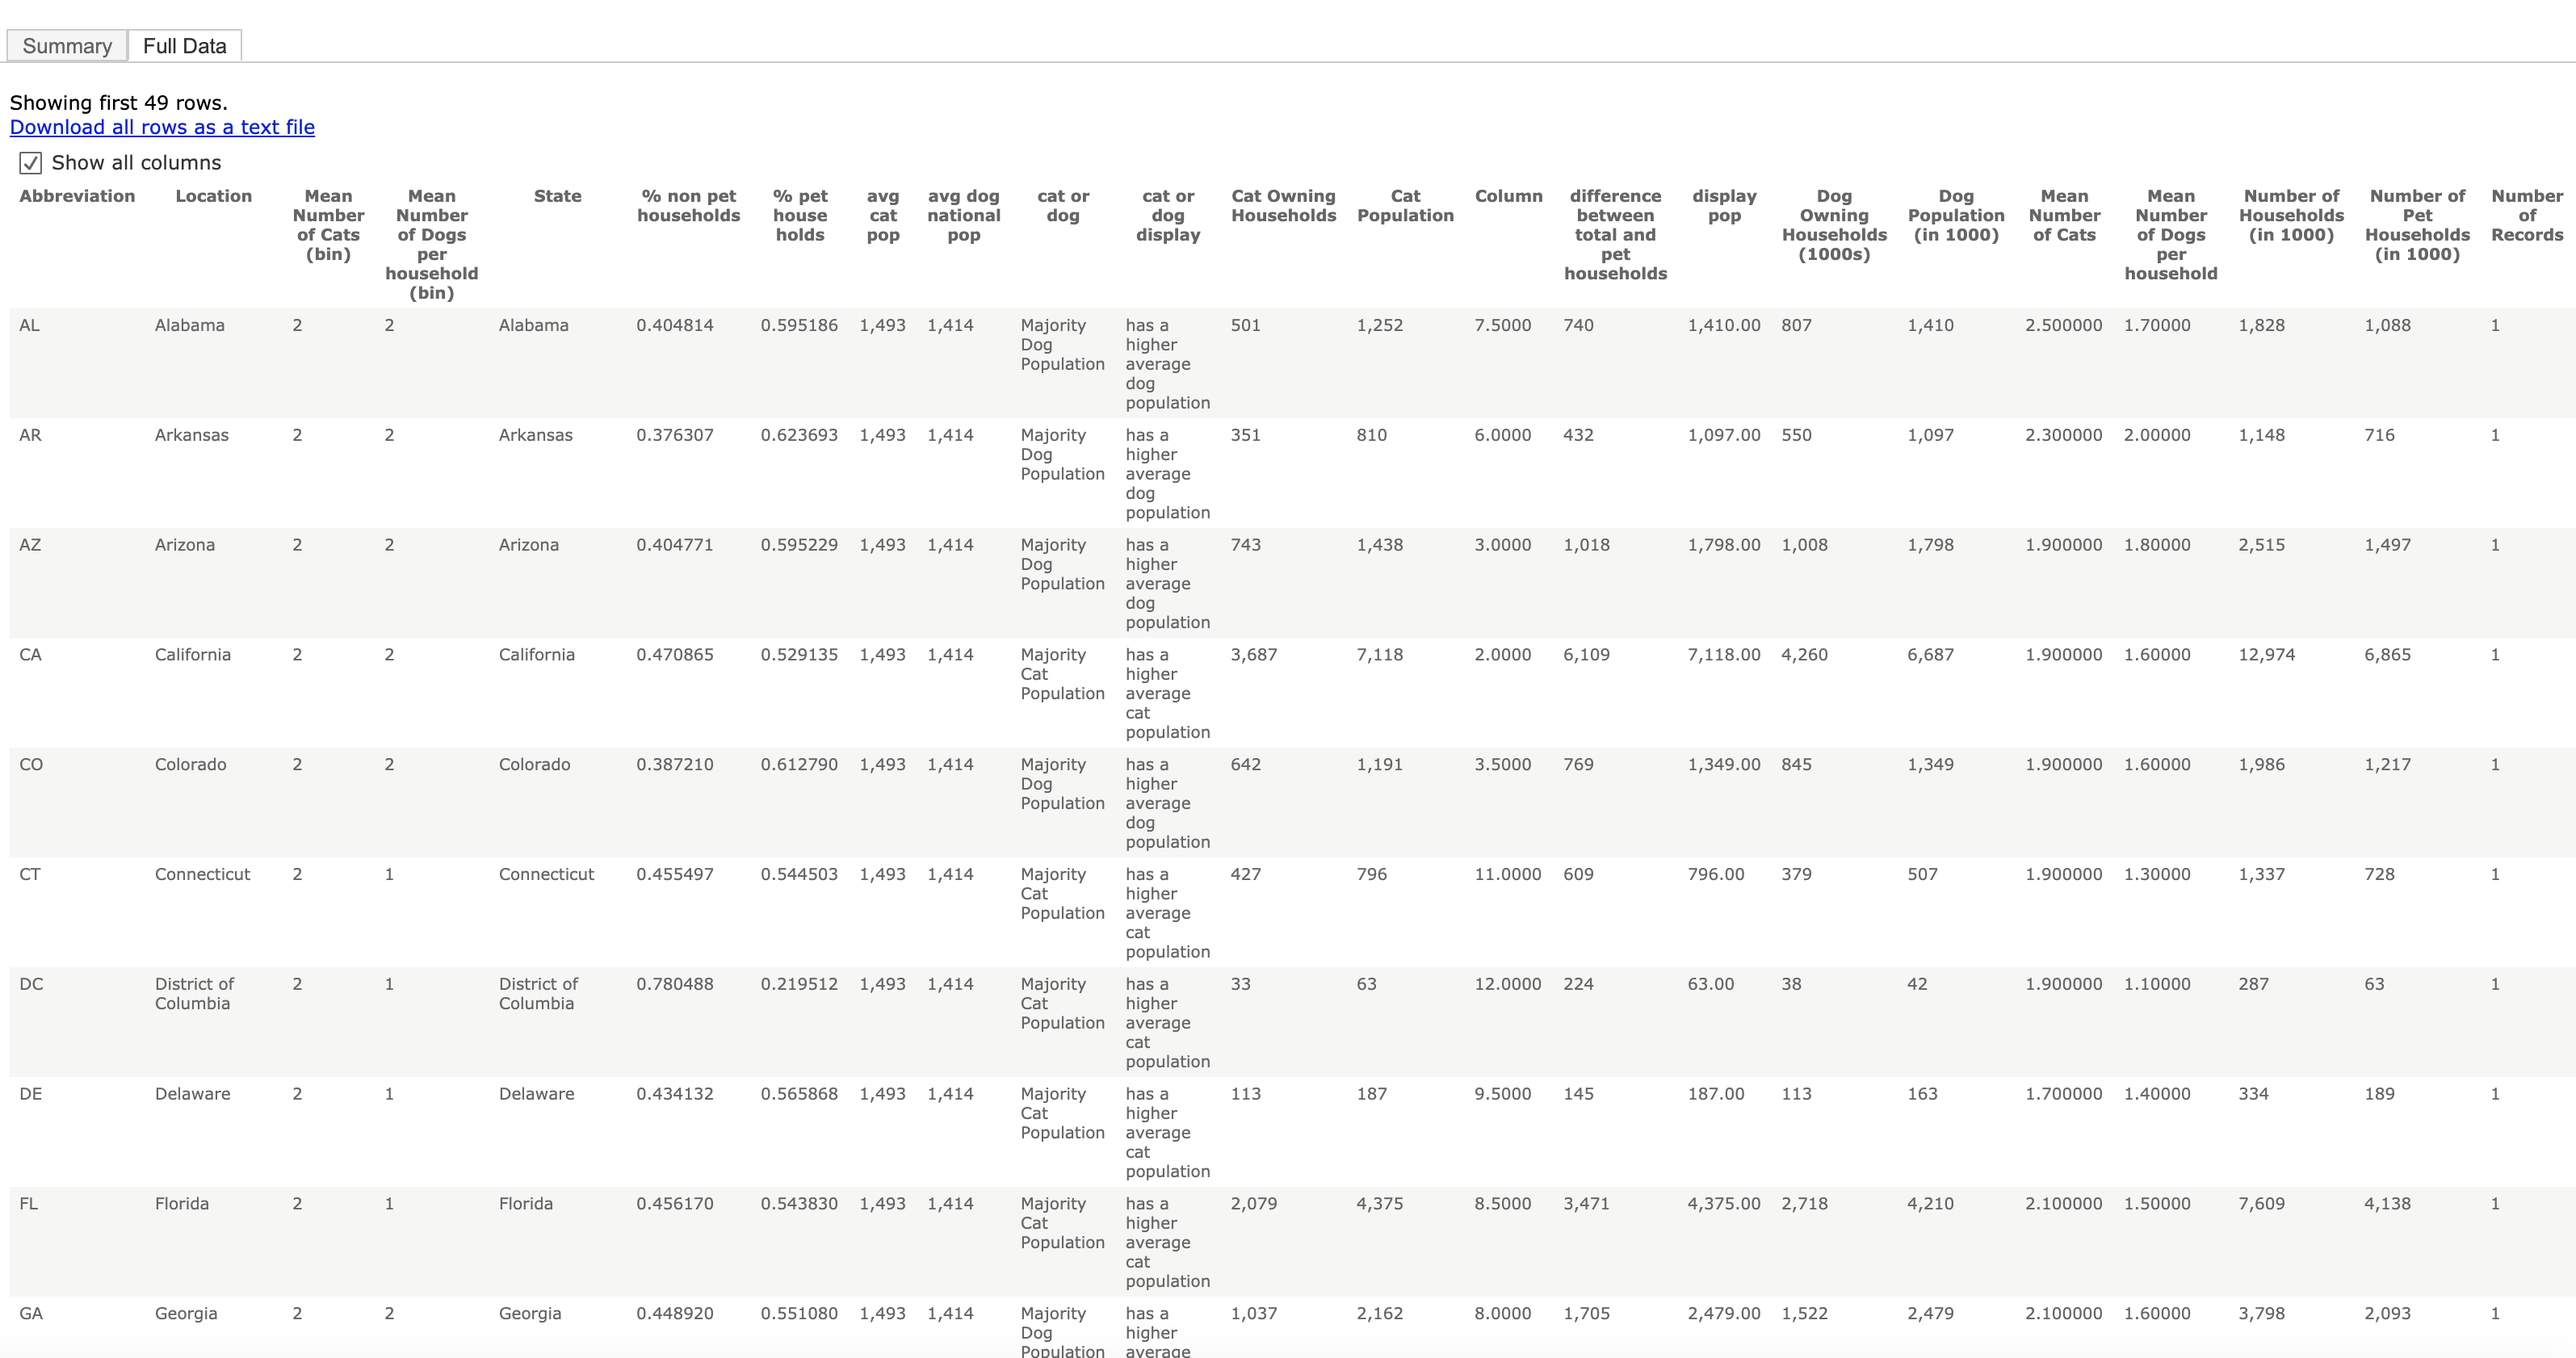 Summary Full Data
Showing first 49 rows.
Download all rows as a text file
Show all columns
Abbreviation Location Mean Number of Cats (bin) Mean Number of Dogs per household (bin) State % non pet households % pet house holds avg cat pop avg dog national pop cat or dog cat or dog display Cat Owning Households Cat Population Column difference between total and pet households display pop Dog Owning Households (1000s) Dog Population (in 1000) Mean Number of Cats Mean Number of Dogs per household Number of Households (in 1000) Number of Pet Households (in 1000) Number of Records
AL Alabama 2 2 Alabama 0.404814 0.595186 1,493 1,414 Majority Dog Population has a higher average dog population 501 1,252 7.5000 740 1,410.00 807 1,410 2.500000 1.70000 1,828 1,088 1
AR Arkansas 2 2 Arkansas 0.376307 0.623693 1,493 1,414 Majority Dog Population has a higher average dog population 351 810 6.0000 432 1,097.00 550 1,097 2.300000 2.00000 1,148 716 1
AZ Arizona 2 2 Arizona 0.404771 0.595229 1,493 1,414 Majority Dog Population has a higher average dog population 743 1,438 3.0000 1,018 1,798.00 1,008 1,798 1.900000 1.80000 2,515 1,497 1
CA California 2 2 California 0.470865 0.529135 1,493 1,414 Majority Cat Population has a higher average cat population 3,687 7,118 2.0000 6,109 7,118.00 4,260 6,687 1.900000 1.60000 12,974 6,865 1
CO Colorado 2 2 Colorado 0.387210 0.612790 1,493 1,414 Majority Dog Population has a higher average dog population 642 1,191 3.5000 769 1,349.00 845 1,349 1.900000 1.60000 1,986 1,217 1
CT Connecticut 2 1 Connecticut 0.455497 0.544503 1,493 1,414 Majority Cat Population has a higher average cat population 427 796 11.0000 609 796.00 379 507 1.900000 1.30000 1,337 728 1
DC District of Columbia 2 1 District of Columbia 0.780488 0.219512 1,493 1,414 Majority Cat Population has a higher average cat population 33 63 12.0000 224 63.00 38 42 1.900000 1.10000 287 63 1
DE Delaware 2 1 Delaware 0.434132 0.565868 1,493 1,414 Majority Cat Population has a higher average cat population 113 187 9.5000 145 187.00 113 163 1.700000 1.40000 334 189 1
FL Florida 2 1 Florida 0.456170 0.543830 1,493 1,414 Majority Cat Population has a higher average cat population 2,079 4,375 8.5000 3,471 4,375.00 2,718 4,210 2.100000 1.50000 7,609 4,138 1
GA Georgia 2 2 Georgia 0.448920 0.551080 1,493 1,414 Majority Dog Population has a higher average 1,037 2,162 8.0000 1,705 2,479.00 1,522 2,479 2.100000 1.60000 3,798 2,093 1